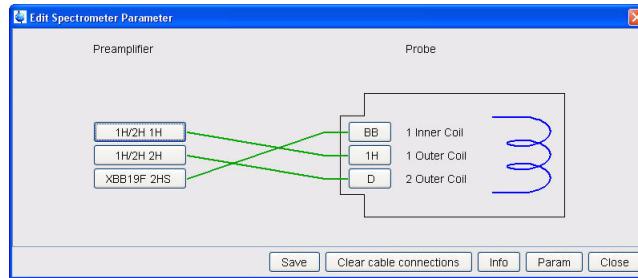 Edit Spectrometer Parameter
Preamplifier Probe
1H/2H 1H BB 1 Inner Coil
1H/2H 2H 1H 1 Outer Coil
XBB19F 2HS D 2 Outer Coil
Save Clear cable connections Info Param Close